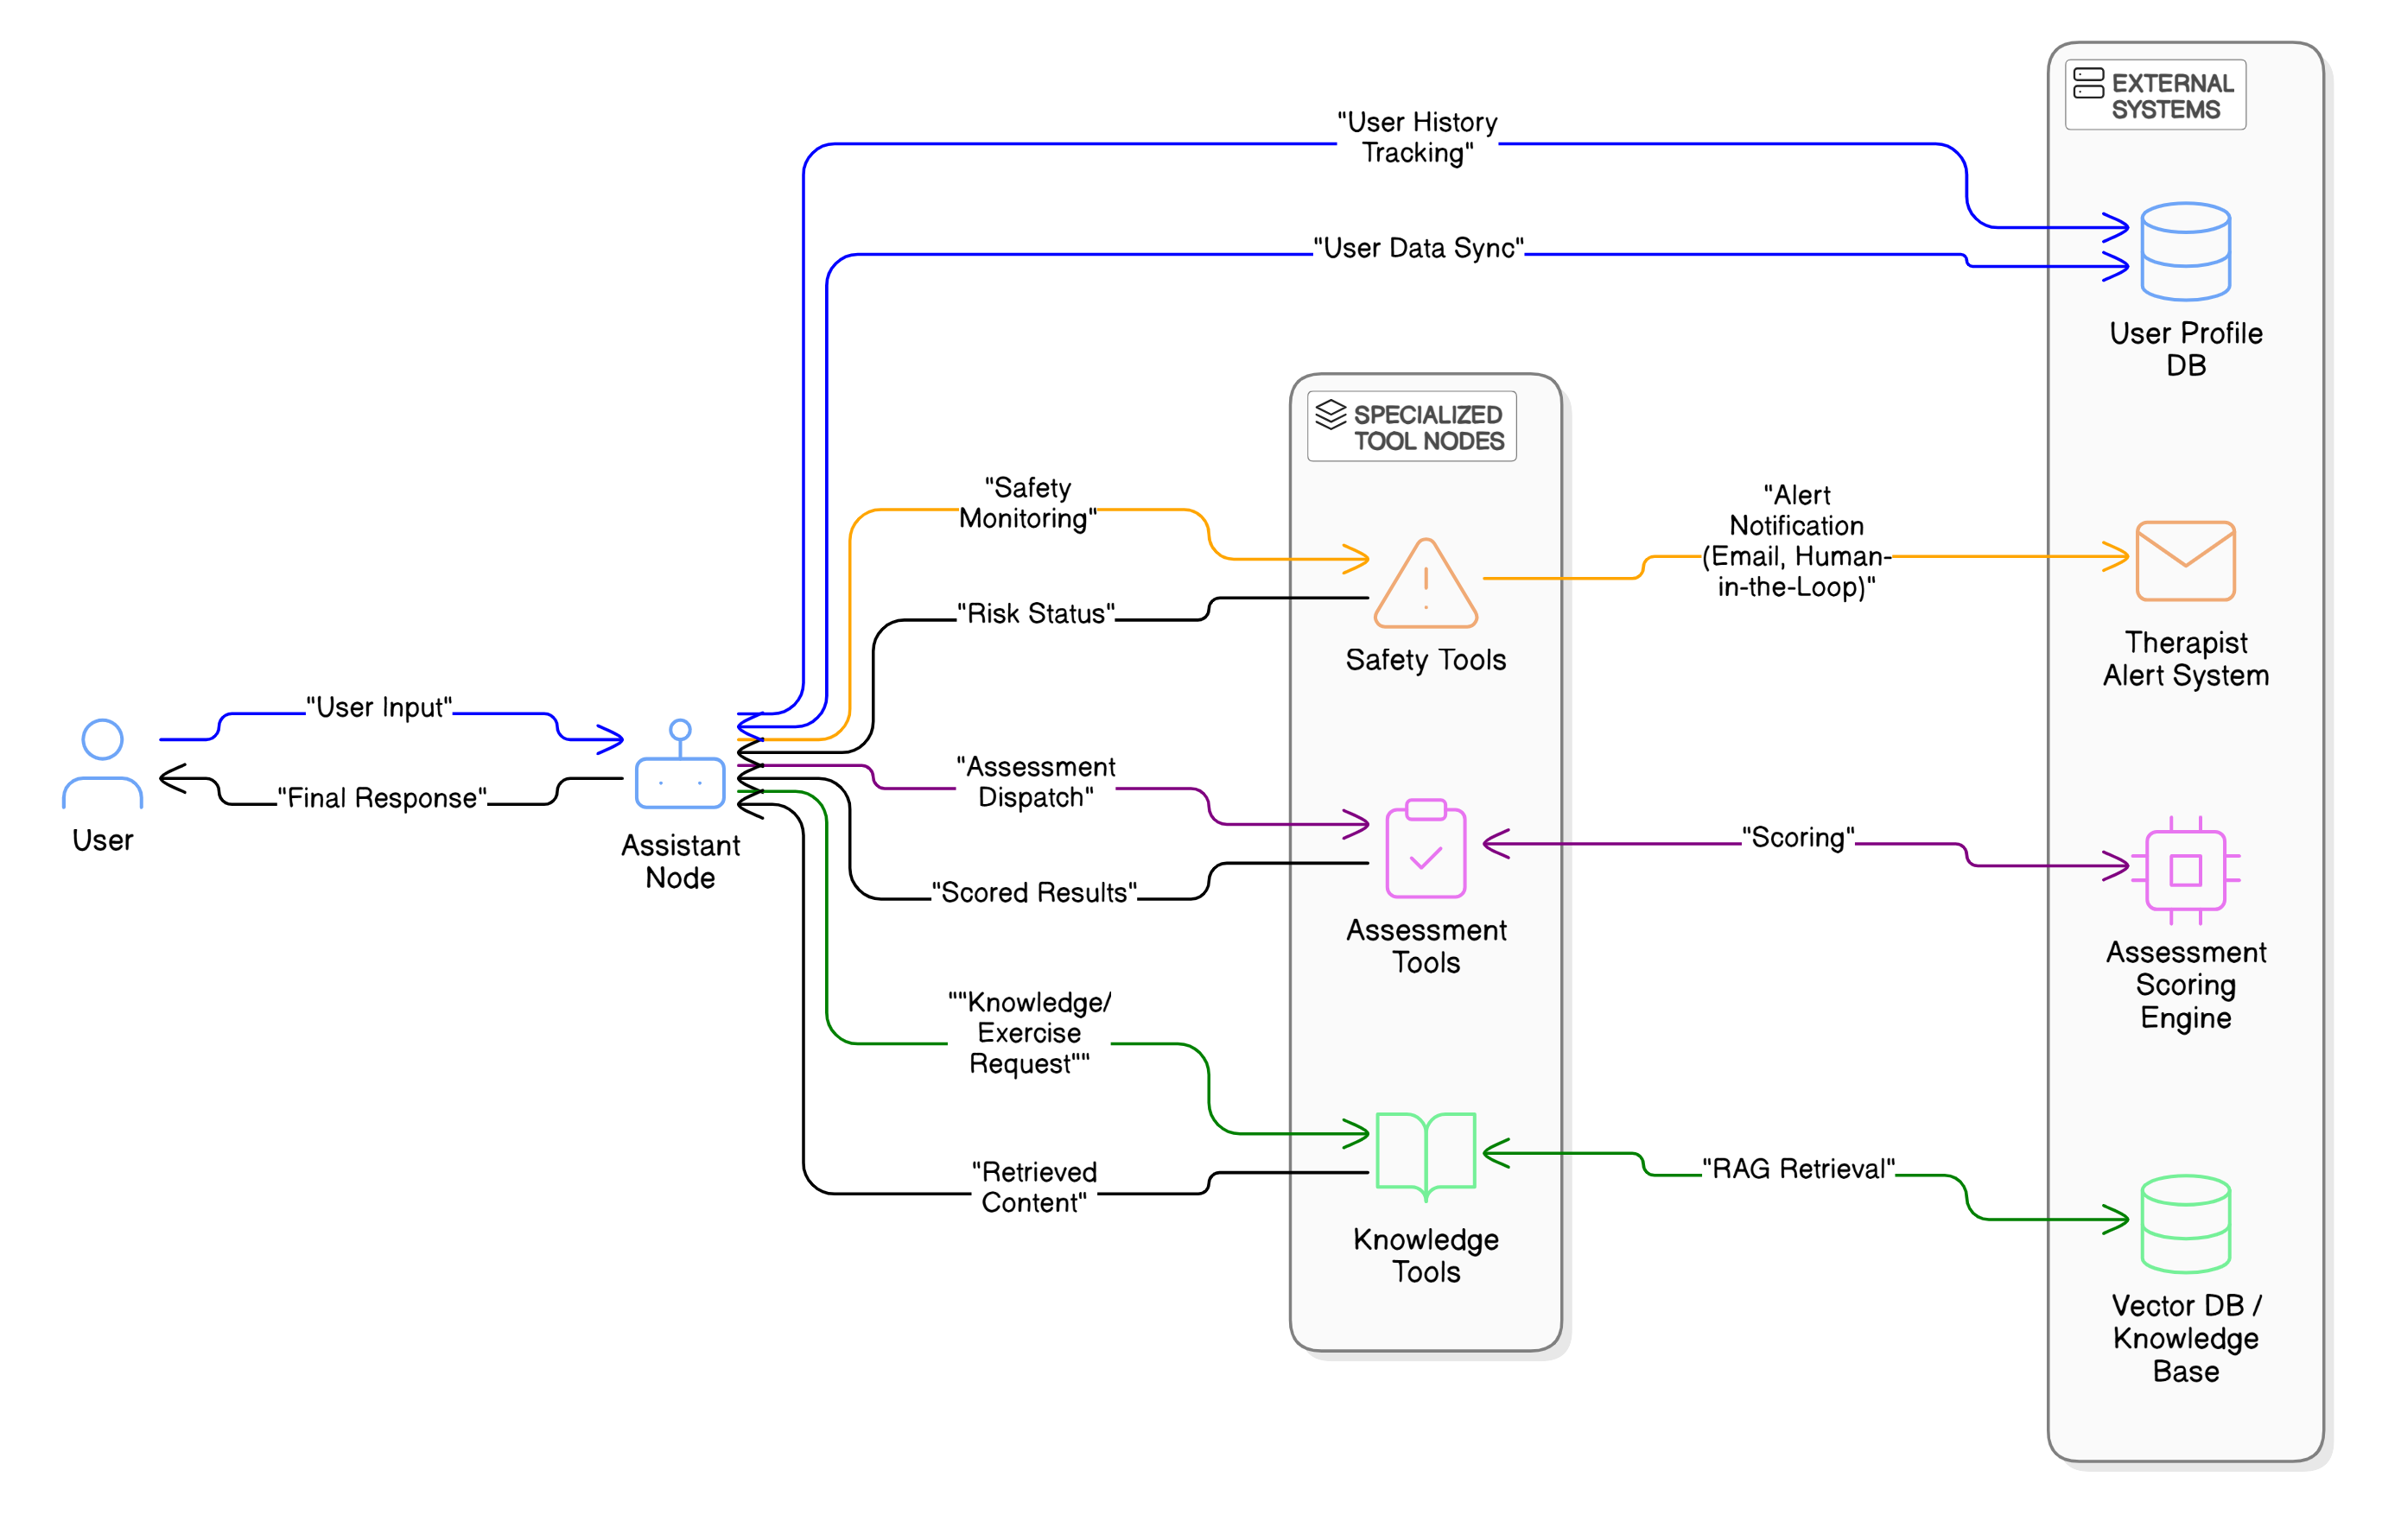 EXTERNAL
SYSTEMS
"User History
Tracking"
"User Data Sync"
User Profile
DB
SPECIALIZED
TOOL NODES
"Safety
Monitoring"
"Alert
Notification
(Email, Human-
in-the-Loop)"
"Risk Status"
Safety Tools
Therapist
Alert System
"User Input"
"Final Response"
User
Assistant
Node
"Assessment
Dispatch"
"Scored Results"
Assessment
Tools
"Scoring"
Assessment
Scoring
Engine
""Knowledge/
Exercise
Request""
"Retrieved
Content"
Knowledge
Tools
"RAG Retrieval"
Vector DB /
Knowledge
Base